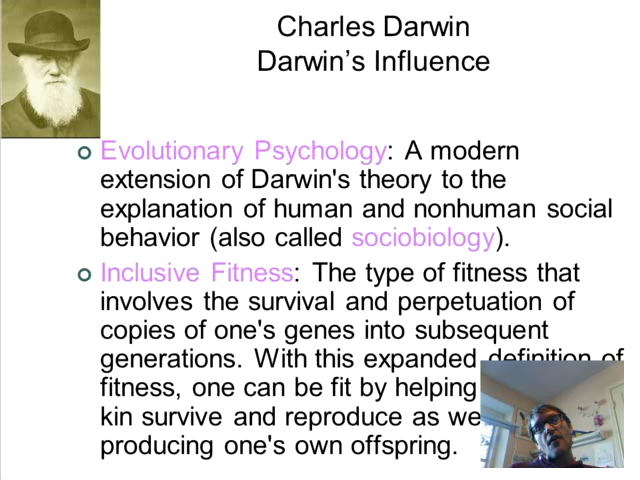 Charles Darwin
Darwin's Influence
Evolutionary Psychology: A modern
extension of Darwin's theory to the
explanation of human and nonhuman social
behavior (also called sociobiology).
Inclusive Fitness: The type of fitness that
involves the survival and perpetuation of
copies of one's genes into subsequent
generations. With this expanded definition of
fitness, one can be fit by helping
kin survive and reproduce as
producing one's own offspring.